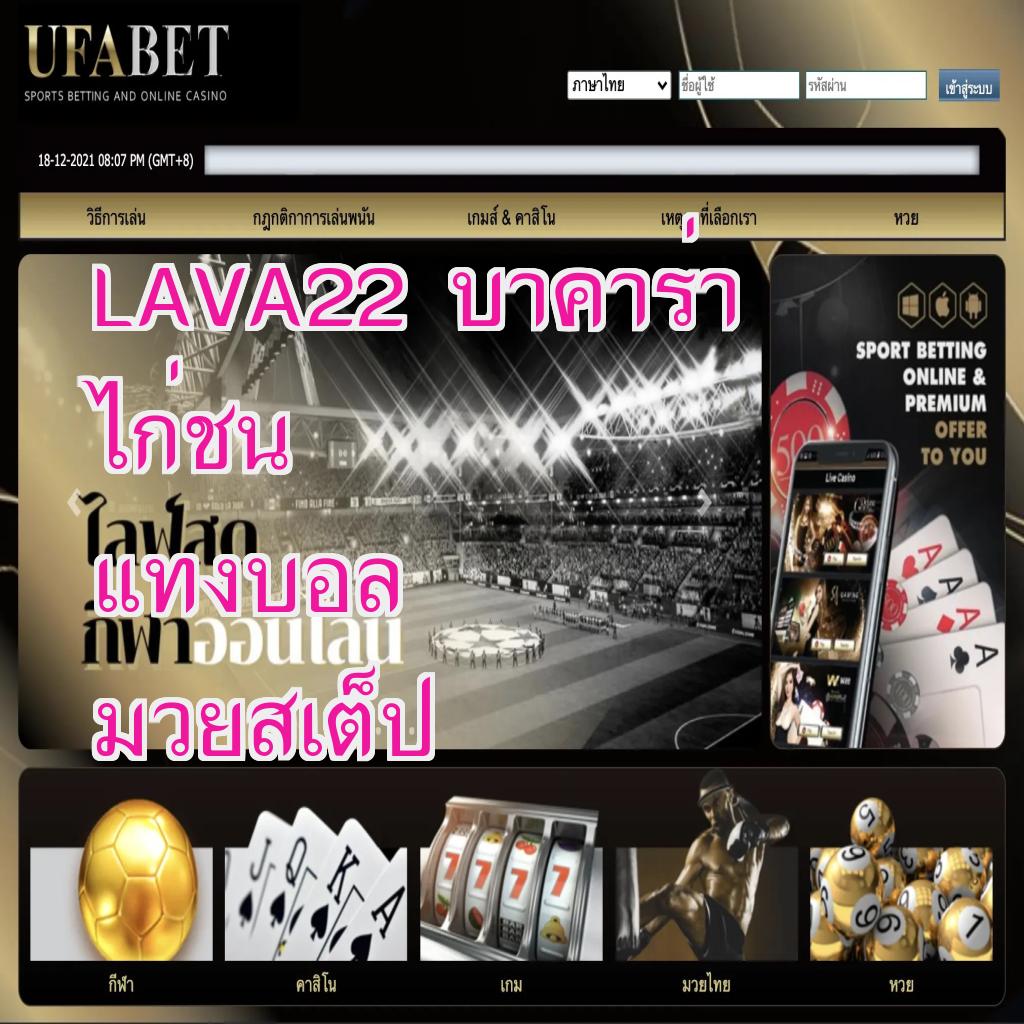 UFABET
SPORTS BETTING AND ONLINE CASINO
ภาษาไทย ชื่อผู้ใช้ รหัสผ่าน เข้าสู่ระบบ
18-12-2021 08:07 PM (GMT+8)
วิธีการเล่น กฎกติกาการเล่นพนัน เกมส์ & คาสิโน ที่เลือกเรา หวย
LAVA22 บาคาร่า
ไก่ชน
ไลฟ์สด
แทงบอล
กีฬาออนไลน์
มวยสเต็ป
SPORT BETTING
ONLINE &
PREMIUM
OFFER
TO YOU
Live Casino
500
A
A
A
A
J Q K A
7 7 7 7
กีฬา คาสิโน เกม มวยไทย หวย